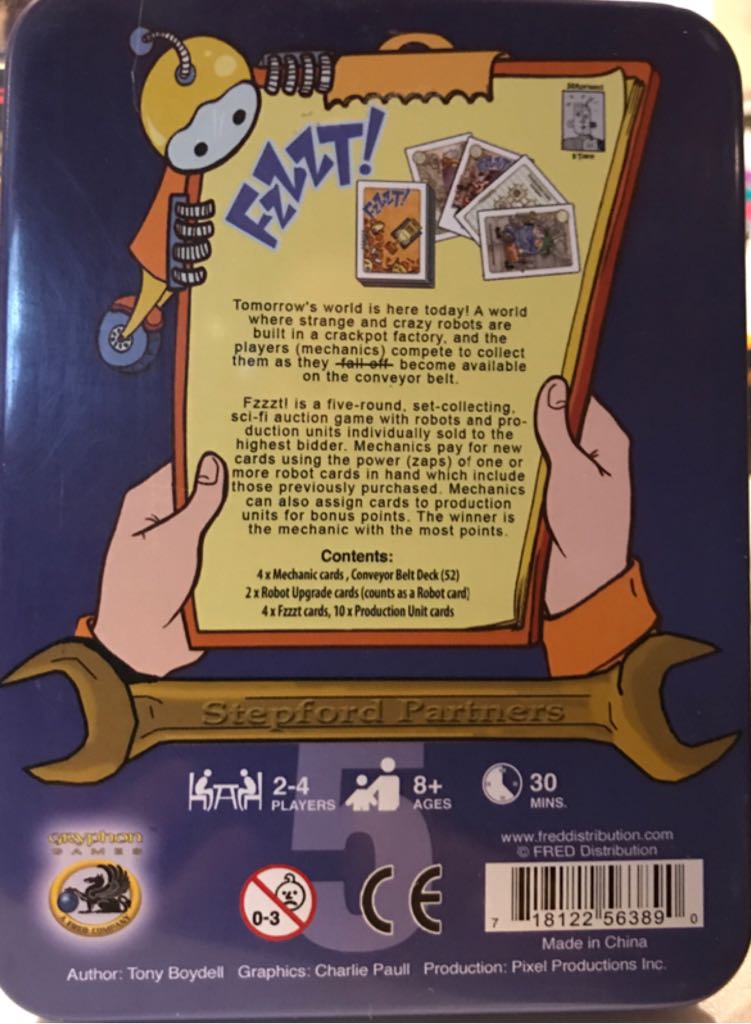 FZZZT!
FZZZT!
Tomorrow's world is here today! A world
where strange and crazy robots are
built in a crackpot factory, and the
players (mechanics) compete to collect
them as they fall off become available
on the conveyor belt.
Fzzzt! is a five-round, set-collecting,
sci-fi auction game with robots and pro-
duction units individually sold to the
highest bidder. Mechanics pay for new
cards using the power (zaps) of one or
more robot cards in hand which include
those previously purchased. Mechanics
can also assign cards to production
units for bonus points. The winner is
the mechanic with the most points.
Contents:
4 x Mechanic cards , Conveyor Belt Deck (52)
2 x Robot Upgrade cards (counts as a Robot card)
4 x Fzzzt cards, 10 x Production Unit cards
Stepford Partners
5
2-4
PLAYERS
8+
AGES
30
MINS.
gryphon
GAMES
A FRED COMPANY
0-3
CE
www.freddistribution.com
© FRED Distribution
7 18122 56389 0
Made in China
Author: Tony Boydell Graphics: Charlie Paull Production: Pixel Productions Inc.